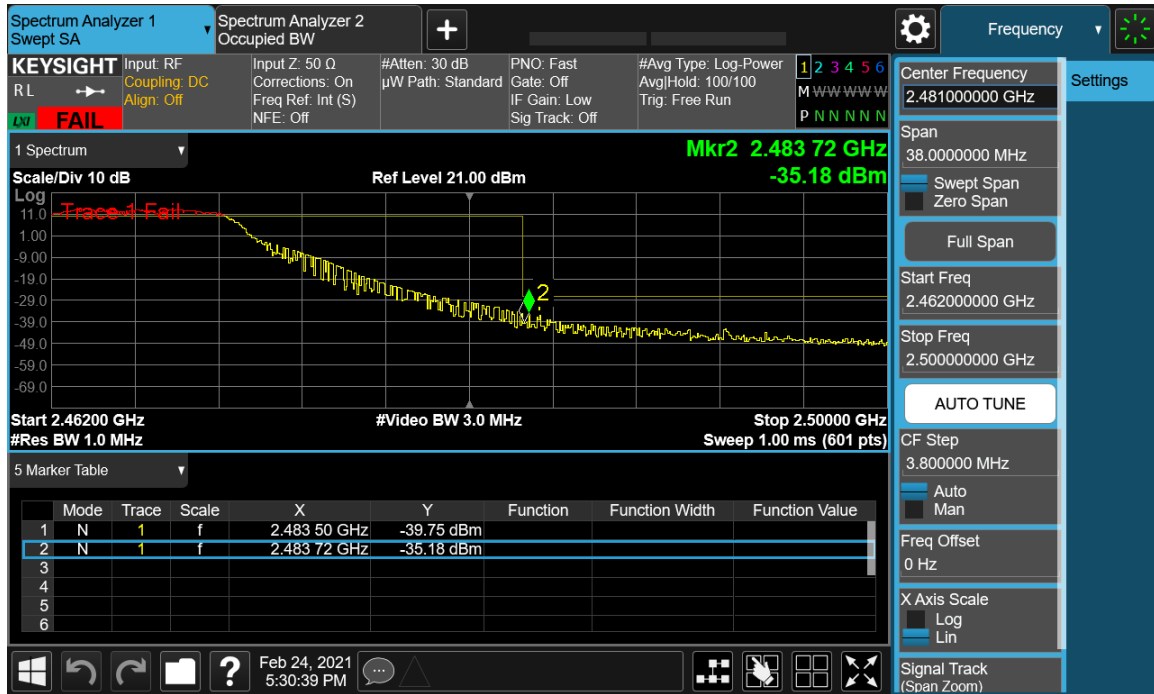 Spectrum Analyzer 1
Swept SA
Spectrum Analyzer 2
Occupied BW
+
Frequency
KEYSIGHT
RL
LXI
FAIL
Input: RF
Coupling: DC
Align: Off
Input Z: 50 Ω
Corrections: On
Freq Ref: Int (S)
NFE: Off
#Atten: 30 dB
µW Path: Standard
PNO: Fast
Gate: Off
IF Gain: Low
Sig Track: Off
#Avg Type: Log-Power
Avg|Hold: 100/100
Trig: Free Run
1 2 3 4 5 6
M W W W W W
P N N N N N
1 Spectrum
Scale/Div 10 dB
Ref Level 21.00 dBm
Mkr2 2.483 72 GHz
-35.18 dBm
Log
Trace 1 Fail
11.0
1.00
-9.00
-19.0
-29.0
-39.0
-49.0
-59.0
-69.0
2
Start 2.46200 GHz
#Video BW 3.0 MHz
Stop 2.50000 GHz
#Res BW 1.0 MHz
Sweep 1.00 ms (601 pts)
5 Marker Table
Mode Trace Scale X Y Function Function Width Function Value
1 N 1 f 2.483 50 GHz -39.75 dBm
2 N 1 f 2.483 72 GHz -35.18 dBm
3
4
5
6
?
Feb 24, 2021
5:30:39 PM
Center Frequency
2.481000000 GHz
Settings
Span
38.0000000 MHz
Swept Span
Zero Span
Full Span
Start Freq
2.462000000 GHz
Stop Freq
2.500000000 GHz
AUTO TUNE
CF Step
3.800000 MHz
Auto
Man
Freq Offset
0 Hz
X Axis Scale
Log
Lin
Signal Track
(Span Zoom)